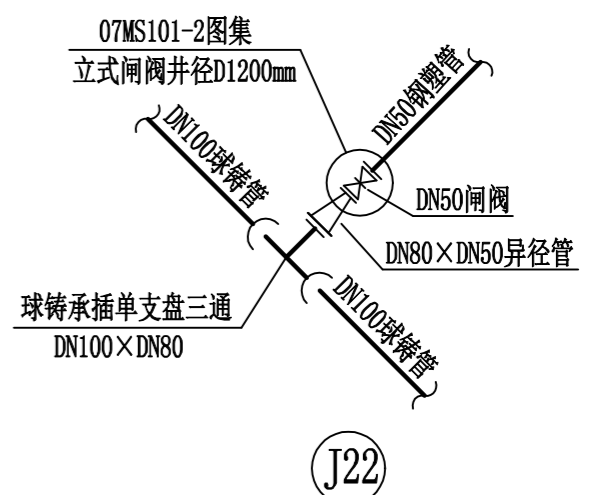 07MS101-2图集
立式闸阀井径D1200mm
DN50钢塑管
DN100球铸管
DN50闸阀
DN80×DN50异径管
球铸承插单支盘三通
DN100×DN80
DN100球铸管
J22